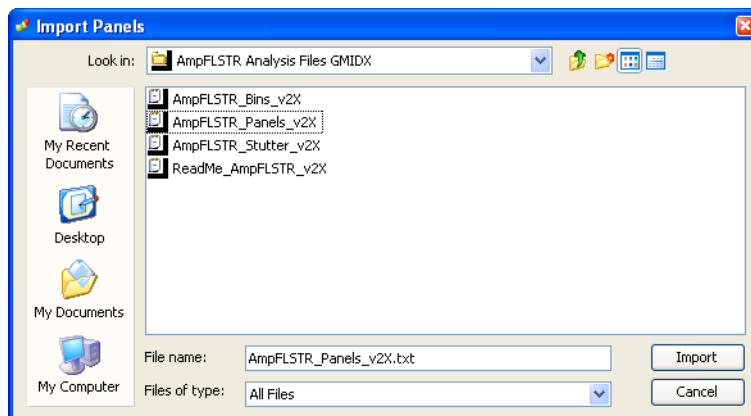 Import Panels
Look in: AmpFLSTR Analysis Files GMIDX
AmpFLSTR_Bins_v2X
AmpFLSTR_Panels_v2X
AmpFLSTR_Stutter_v2X
ReadMe_AmpFLSTR_v2X
My Recent
Documents
Desktop
My Documents
My Computer
File name: AmpFLSTR_Panels_v2X.txt Import
Files of type: All Files Cancel